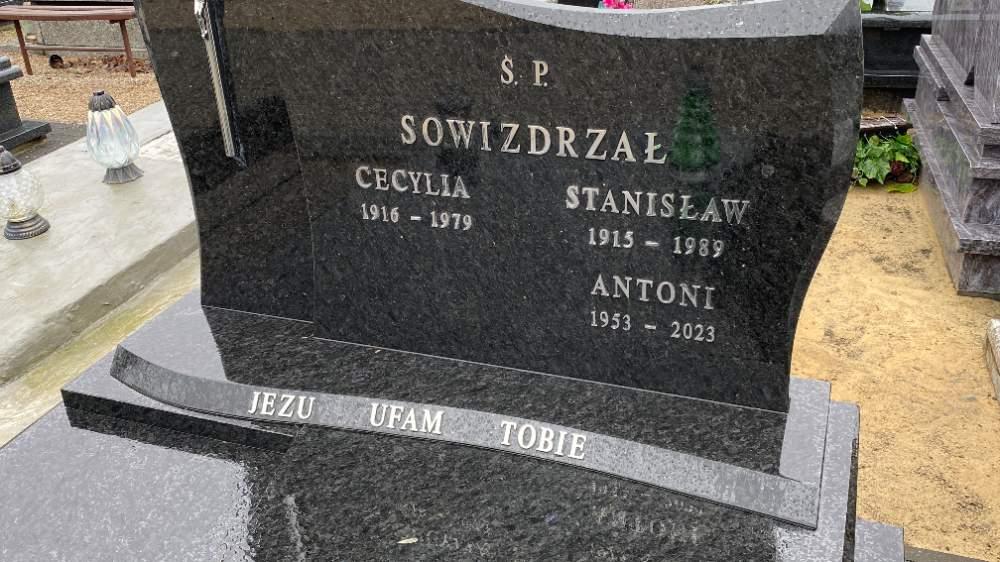 Ś. P.
SOWIZDRZAŁ
CECYLIA
1916 - 1979
STANISŁAW
1915 - 1989
ANTONI
1953 - 2023
JEZU UFAM TOBIE